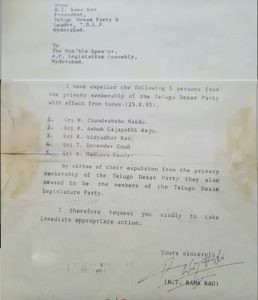 From
N.T. Rama Rao
President,
Telugu Desam Party &
Leader, T.D.L.P
Hyderabad.
To
The Hon'ble Speaker,
A.P. Legislative Assembly,
Hyderabad.
I have expelled the following 5 persons from
the primary membership of the Telugu Desam Party
with effect from today (25.8.95).
1. Sri N. Chandrababu Naidu.
2. Sri P. Ashok Gajapathi Raju.
3. Sri K. Vidyadhar Rao.
4. Sri T. Devender Goud
5. Sri A. Madhava Reddy
By virtue of their expulsion from the primary
membership of the Telugu Desam Party they also
ceased to be the members of the Telugu Desam
Legislature Party.
I therefore request you kindly to take
immediate appropriate action.
Yours sincerely
(N.T. RAMA RAO)